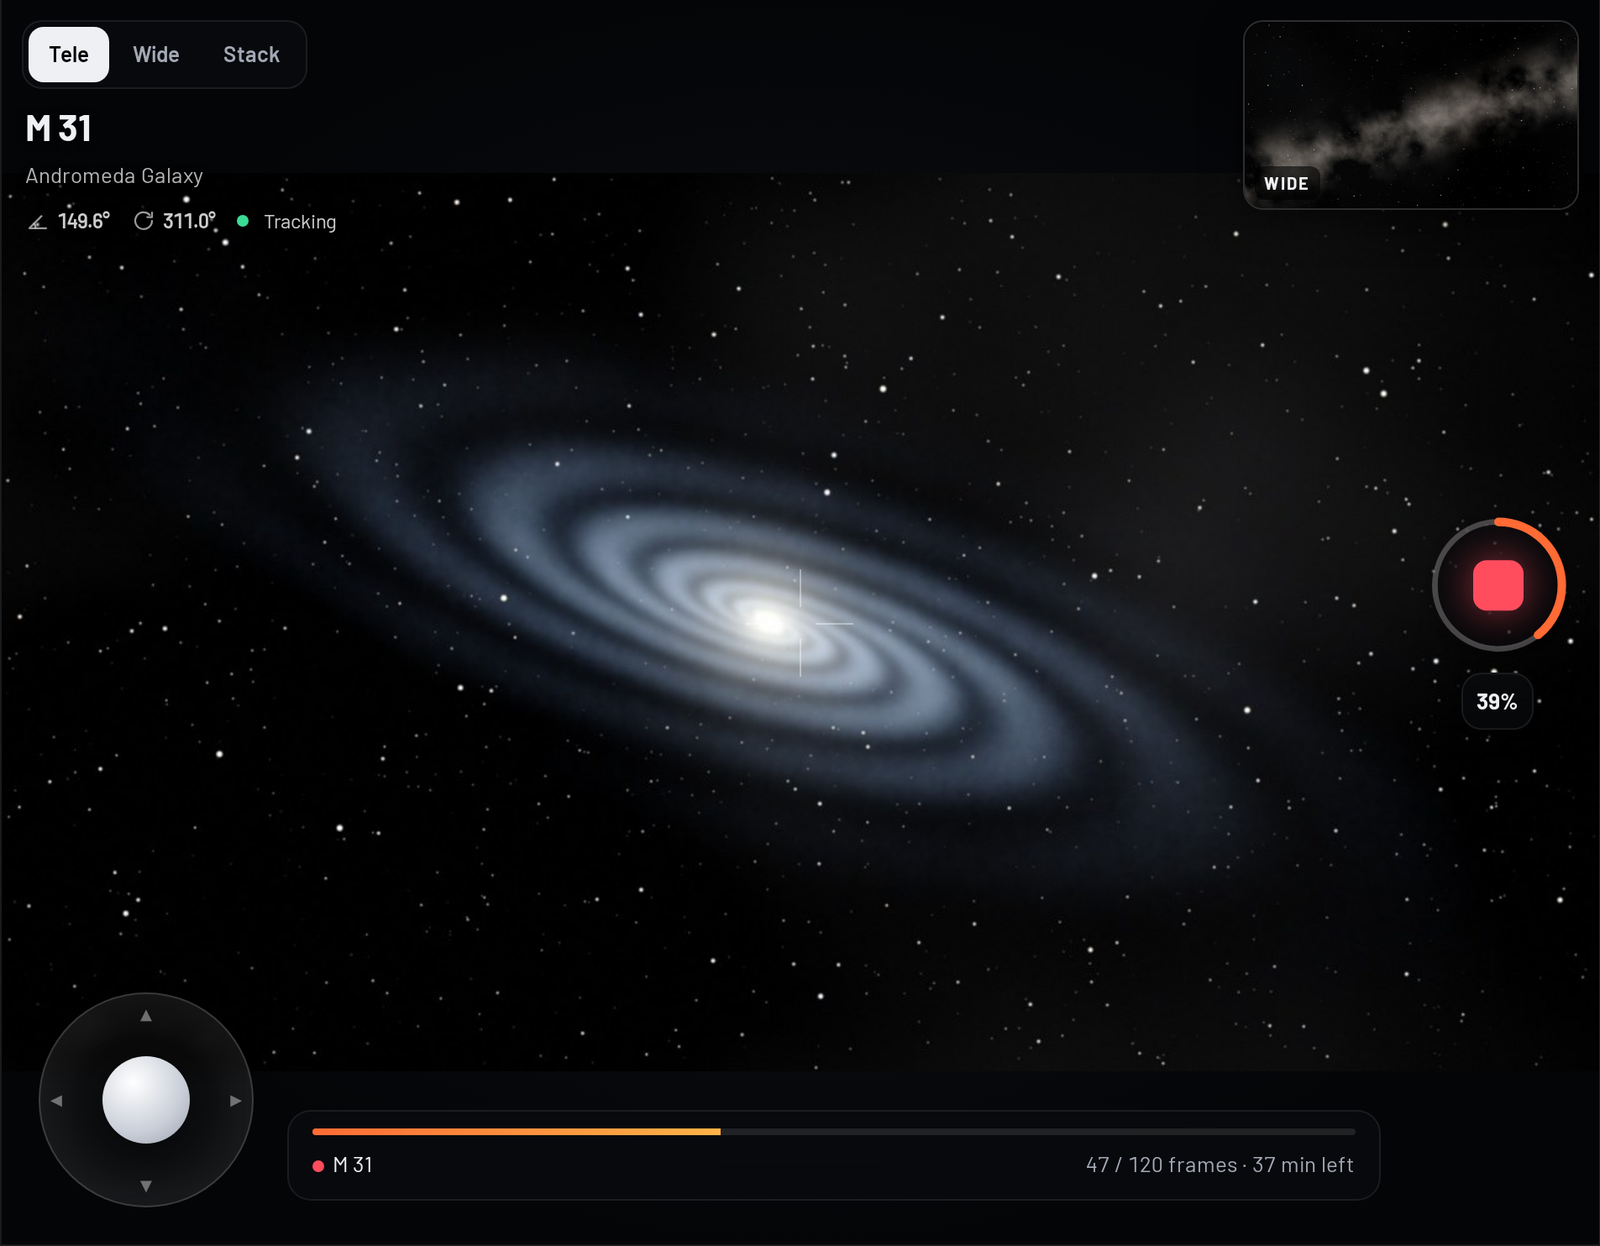 Tele Wide Stack
M 31
Andromeda Galaxy
149.6° 311.0° Tracking
WIDE
39%
M 31
47 / 120 frames · 37 min left